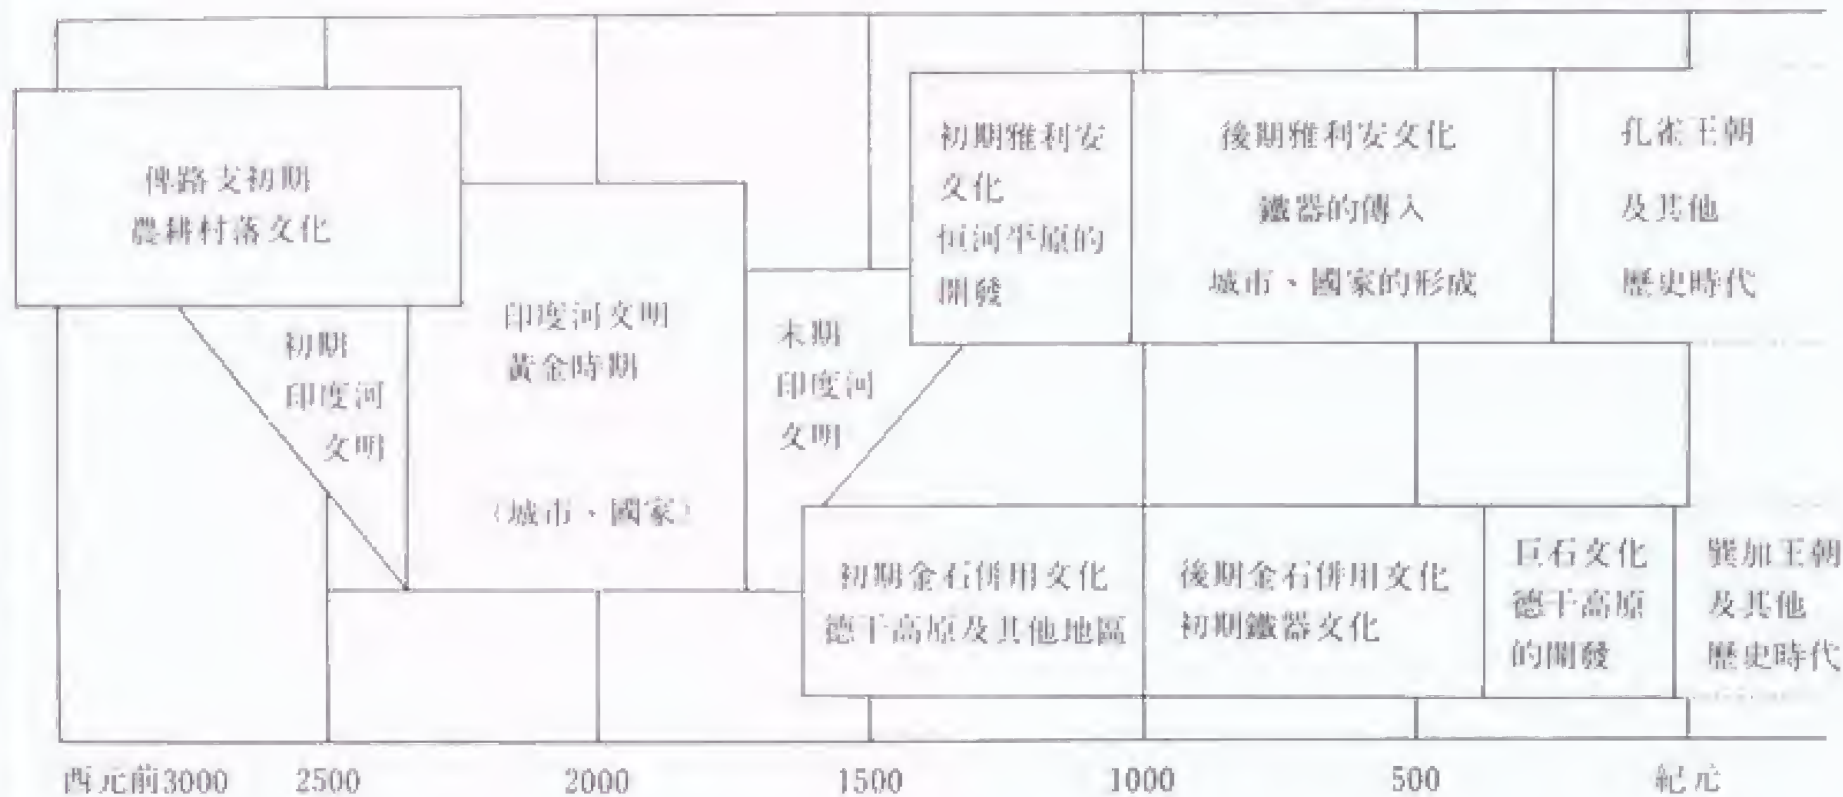 俾路支初期
農耕村落文化
初期
印度河
文明
印度河文明
黃金時期
（城市、國家）
末期
印度河
文明
初期雅利安
文化
恒河平原的
開發
後期雅利安文化
鐵器的傳入
城市、國家的形成
孔雀王朝
及其他
歷史時代
初期金石併用文化
德干高原及其他地區
後期金石併用文化
初期鐵器文化
巨石文化
德干高原
的開發
巽加王朝
及其他
歷史時代
西元前3000 2500 2000 1500 1000 500 紀元